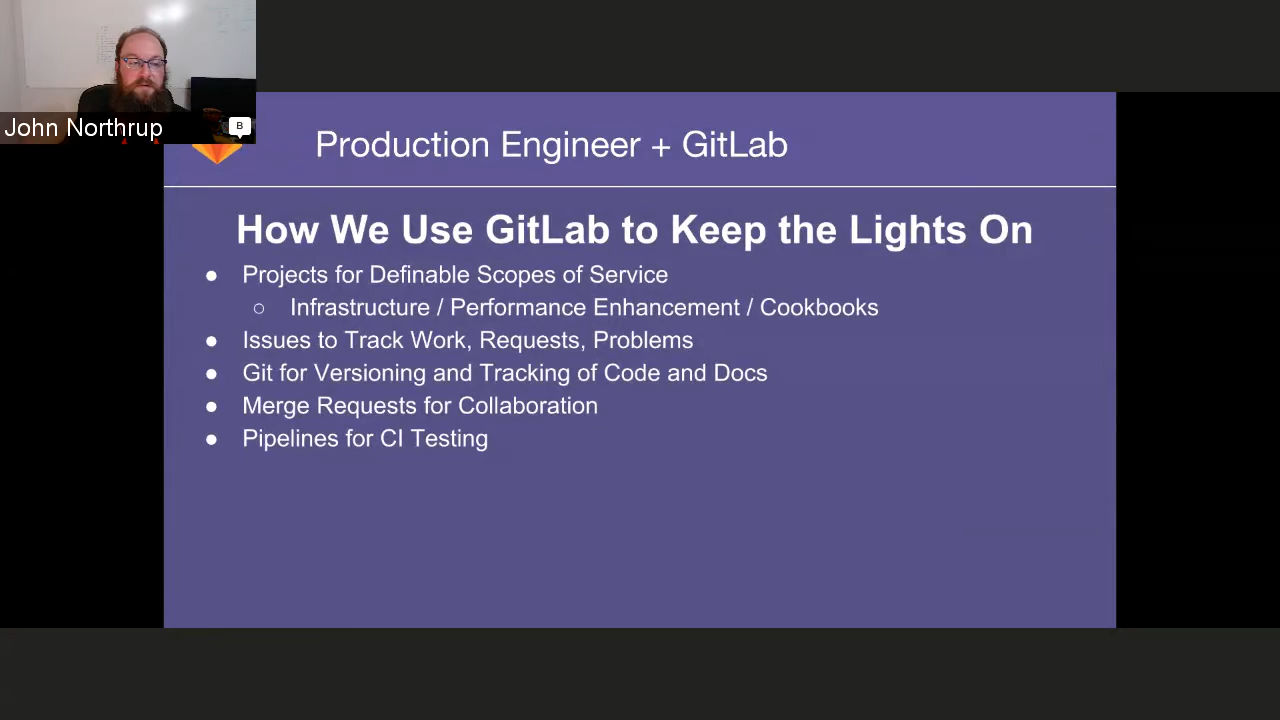 John Northrup
B
Production Engineer + GitLab
How We Use GitLab to Keep the Lights On
● Projects for Definable Scopes of Service
○ Infrastructure / Performance Enhancement / Cookbooks
● Issues to Track Work, Requests, Problems
● Git for Versioning and Tracking of Code and Docs
● Merge Requests for Collaboration
● Pipelines for CI Testing